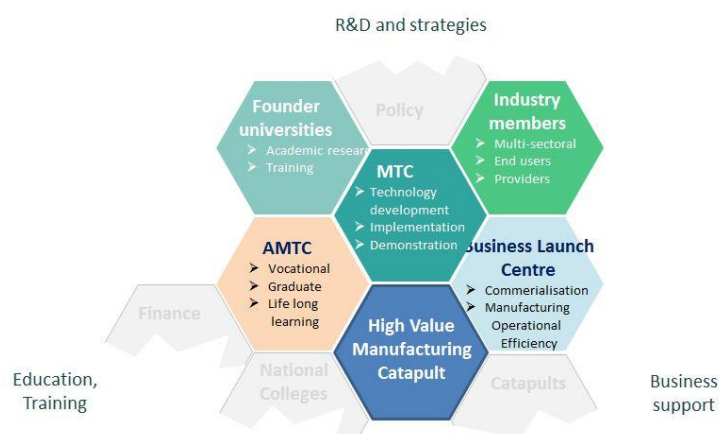 R&D and strategies
Policy
Founder
universities
➢ Academic research
➢ Training
Industry
members
➢ Multi-sectoral
➢ End users
➢ Providers
MTC
➢ Technology
development
➢ Implementation
➢ Demonstration
AMTC
➢ Vocational
➢ Graduate
➢ Life long
learning
Business Launch
Centre
➢ Commerialisation
➢ Manufacturing
Operational
Efficiency
Finance
High Value
Manufacturing
Catapult
National
Colleges
Catapults
Education,
Training
Business
support